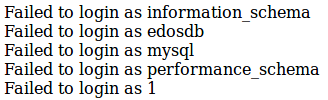 Failed to login as information_schema
Failed to login as edosdb
Failed to login as mysql
Failed to login as performance_schema
Failed to login as 1